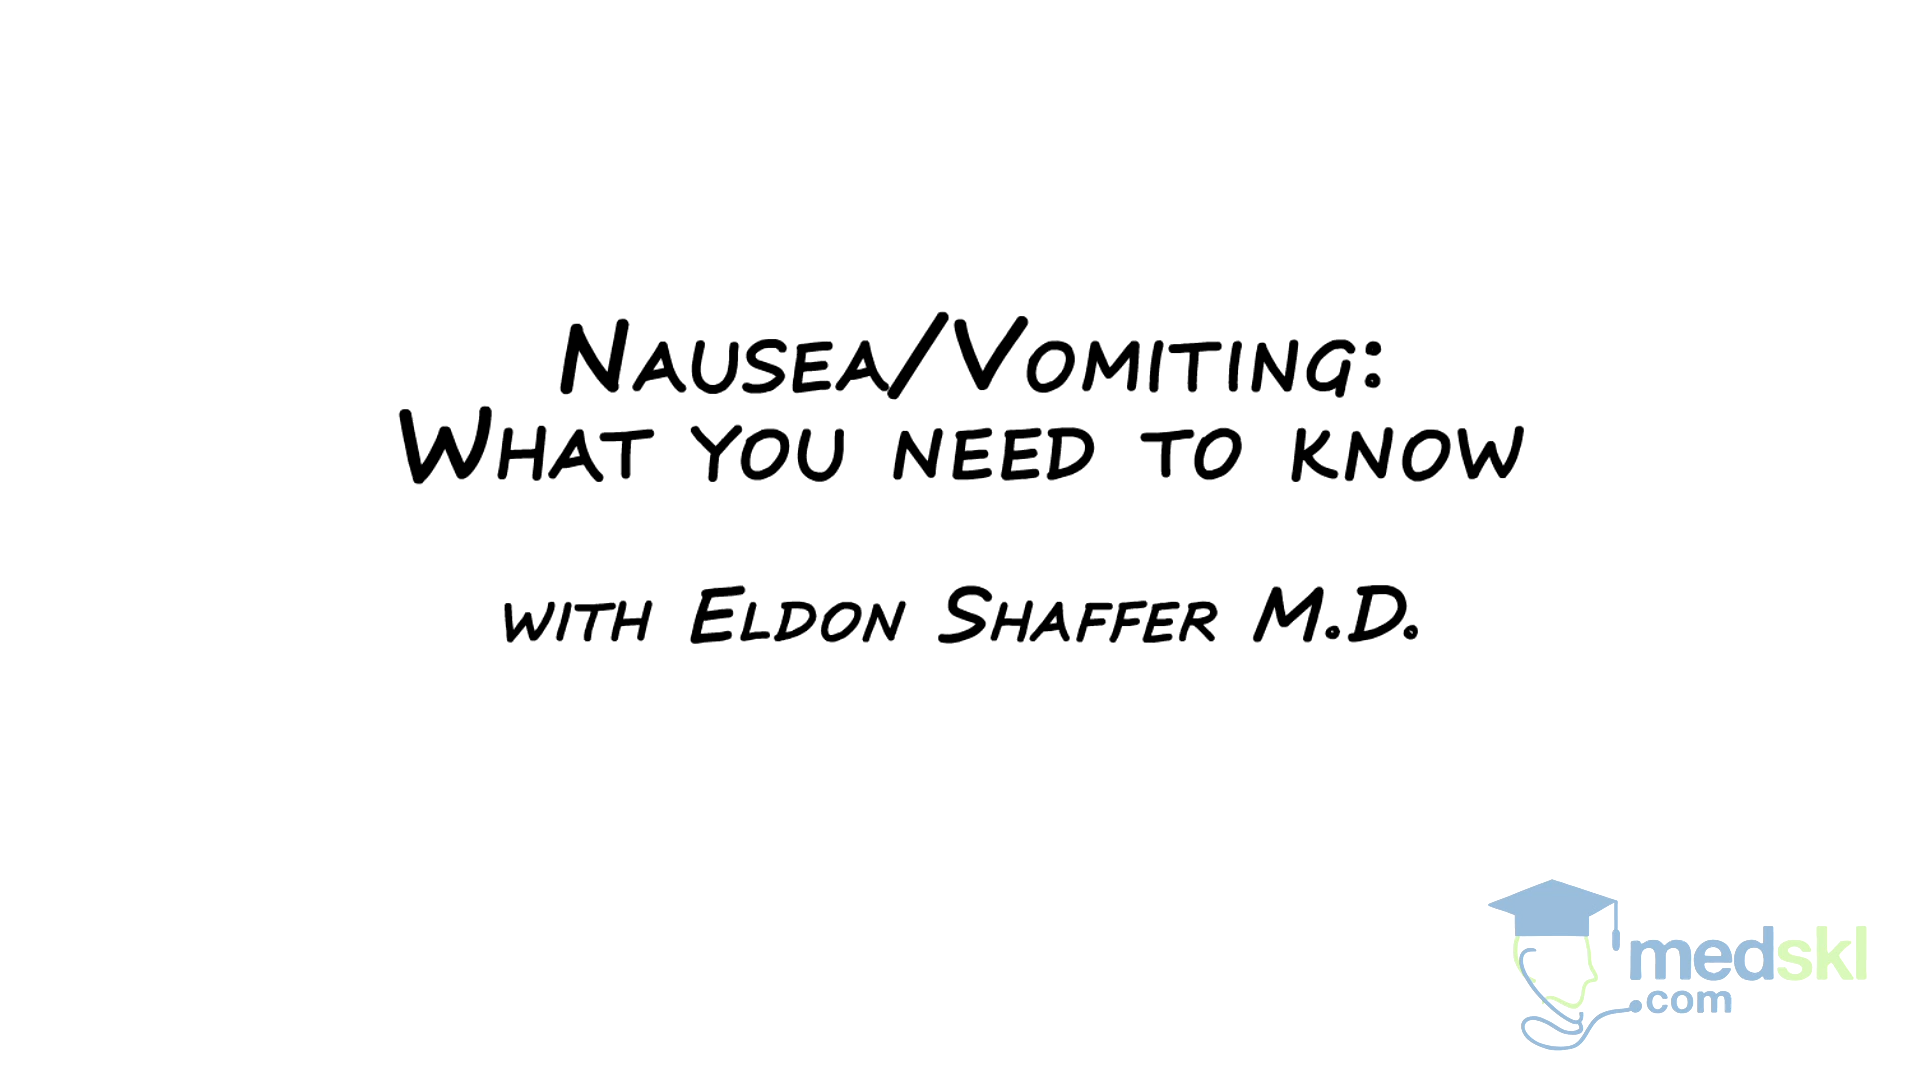 Nausea/Vomiting:
What you need to know
with Eldon Shaffer M.D.
medskl
.com